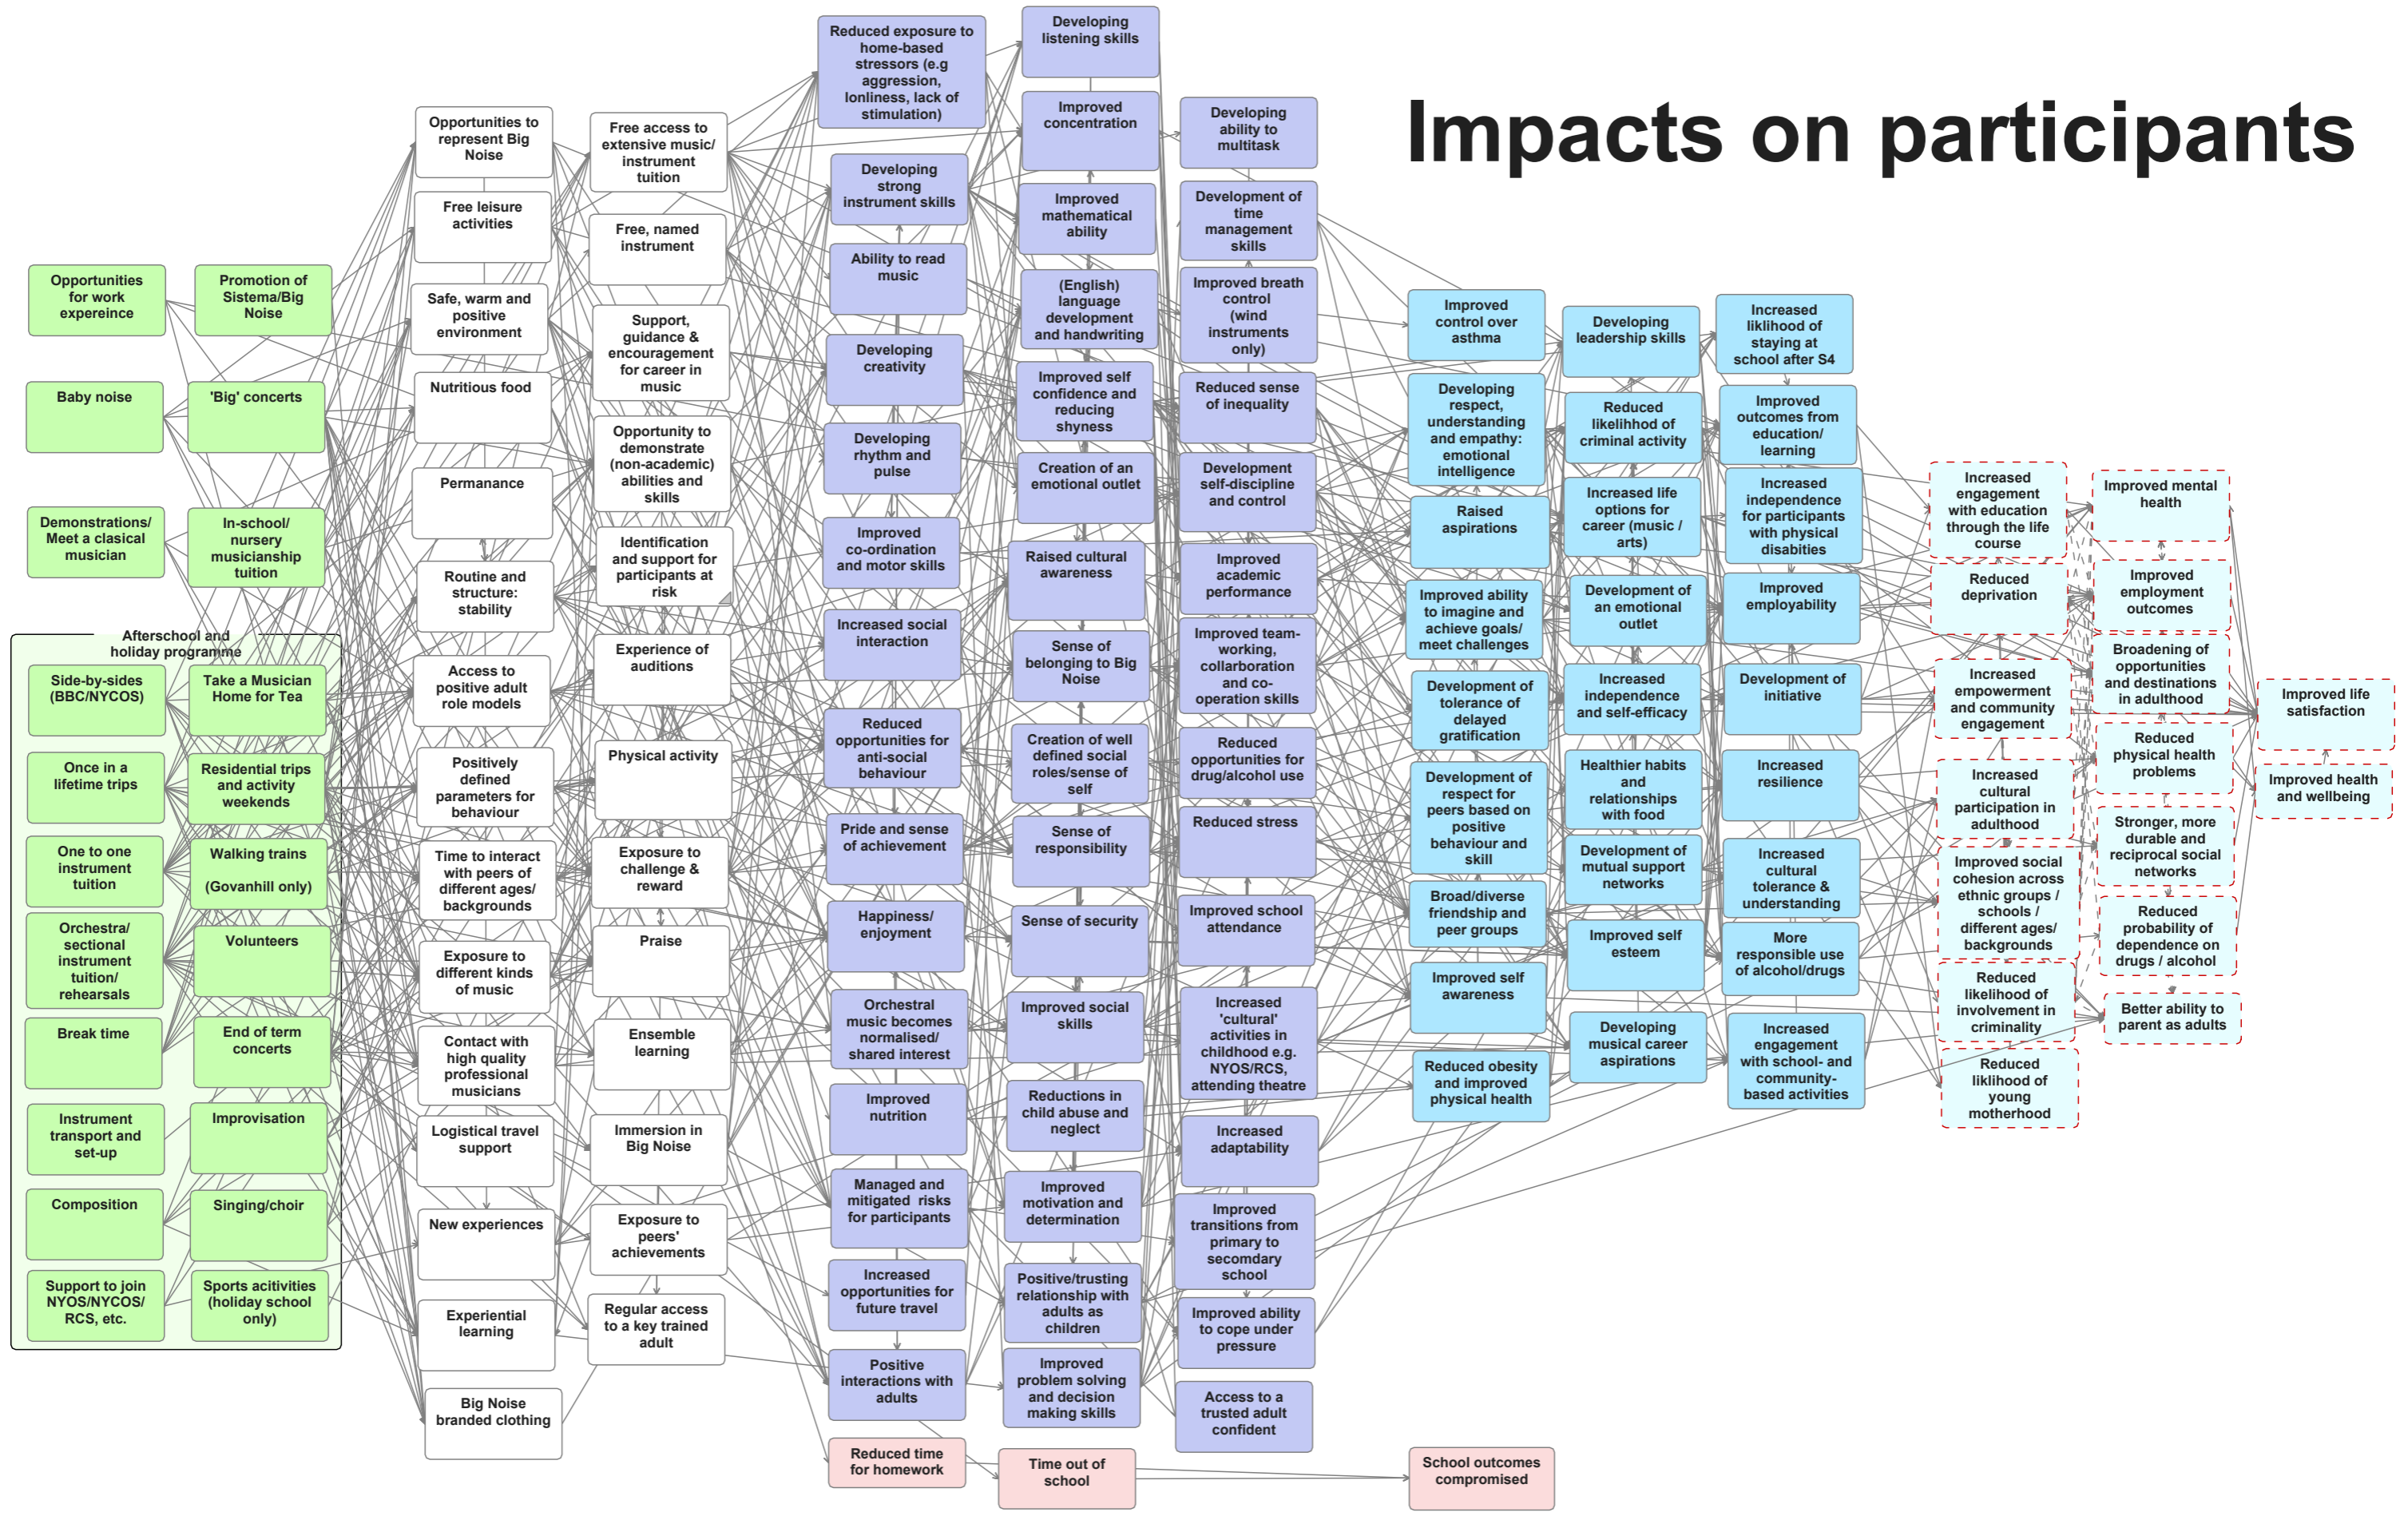 Impacts on participants
Opportunities
for work
expereince
Baby noise
Demonstrations/
Meet a clasical
musician
Promotion of
Sistema/Big
Noise
'Big' concerts
In-school/
nursery
musicianship
tuition
Afterschool and
holiday programme
Side-by-sides
(BBC/NYCOS)
Once in a
lifetime trips
One to one
instrument
tuition
Orchestra/
sectional
instrument
tuition/
rehearsals
Break time
Instrument
transport and
set-up
Composition
Support to join
NYOS/NYCOS/
RCS, etc.
Take a Musician
Home for Tea
Residential trips
and activity
weekends
Walking trains
(Govanhill only)
Volunteers
End of term
concerts
Improvisation
Singing/choir
Sports acitivities
(holiday school
only)
Opportunities to
represent Big
Noise
Free leisure
activities
Safe, warm and
positive
environment
Nutritious food
Permanance
Routine and
structure:
stability
Access to
positive adult
role models
Positively
defined
parameters for
behaviour
Time to interact
with peers of
different ages/
backgrounds
Exposure to
different kinds
of music
Contact with
high quality
professional
musicians
Logistical travel
support
New experiences
Experiential
learning
Big Noise
branded clothing
Free access to
extensive music/
instrument
tuition
Free, named
instrument
Support,
guidance &
encouragement
for career in
music
Opportunity to
demonstrate
(non-academic)
abilities and
skills
Identification
and support for
participants at
risk
Experience of
auditions
Physical activity
Exposure to
challenge &
reward
Praise
Ensemble
learning
Immersion in
Big Noise
Exposure to
peers'
achievements
Regular access
to a key trained
adult
Reduced exposure to
home-based
stressors (e.g
aggression,
lonliness, lack of
stimulation)
Developing
strong
instrument skills
Ability to read
music
Developing
creativity
Developing
rhythm and
pulse
Improved
co-ordination
and motor skills
Increased social
interaction
Reduced
opportunities for
anti-social
behaviour
Pride and sense
of achievement
Happiness/
enjoyment
Orchestral
music becomes
normalised/
shared interest
Improved
nutrition
Managed and
mitigated risks
for participants
Increased
opportunities for
future travel
Positive
interactions with
adults
Reduced time
for homework
Developing
listening skills
Improved
concentration
Improved
mathematical
ability
(English)
language
development
and handwriting
Improved self
confidence and
reducing
shyness
Creation of an
emotional outlet
Raised cultural
awareness
Sense of
belonging to Big
Noise
Creation of well
defined social
roles/sense of
self
Sense of
responsibility
Sense of security
Improved social
skills
Reductions in
child abuse and
neglect
Improved
motivation and
determination
Positive/trusting
relationship with
adults as
children
Improved
problem solving
and decision
making skills
Time out of
school
Developing
ability to
multitask
Development of
time
management
skills
Improved breath
control
(wind
instruments
only)
Reduced sense
of inequality
Development
self-discipline
and control
Improved
academic
performance
Improved team-
working,
collarboration
and co-
operation skills
Reduced
opportunities for
drug/alcohol use
Reduced stress
Improved school
attendance
Increased
'cultural'
activities in
childhood e.g.
NYOS/RCS,
attending theatre
Increased
adaptability
Improved
transitions from
primary to
secomdary
school
Improved ability
to cope under
pressure
Access to a
trusted adult
confident
Improved
control over
asthma
Developing
respect,
understanding
and empathy:
emotional
intelligence
Raised
aspirations
Improved ability
to imagine and
achieve goals/
meet challenges
Development of
tolerance of
delayed
gratification
Development of
respect for
peers based on
positive
behaviour and
skill
Broad/diverse
friendship and
peer groups
Improved self
awareness
Reduced obesity
and improved
physical health
School outcomes
compromised
Developing
leadership skills
Reduced
likelihhod of
criminal activity
Increased life
options for
career (music /
arts)
Development of
an emotional
outlet
Increased
independence
and self-efficacy
Healthier habits
and
relationships
with food
Development of
mutual support
networks
Improved self
esteem
Developing
musical career
aspirations
Increased
liklihood of
staying at
school after S4
Improved
outcomes from
education/
learning
Increased
independence
for participants
with physical
disabities
Improved
employability
Development of
initiative
Increased
resilience
Increased
cultural
tolerance &
understanding
More
responsible use
of alcohol/drugs
Increased
engagement
with school- and
community-
based activities
Increased
engagement
with education
through the life
course
Reduced
deprivation
Increased
empowerment
and community
engagement
Increased
cultural
participation in
adulthood
Improved social
cohesion across
ethnic groups /
schools /
different ages/
backgrounds
Reduced
likelihood of
involvement in
criminality
Reduced
liklihood of
young
motherhood
Improved mental
health
Improved
employment
outcomes
Broadening of
opportunities
and destinations
in adulthood
Reduced
physical health
problems
Stronger, more
durable and
reciprocal social
networks
Reduced
probability of
dependence on
drugs / alcohol
Better ability to
parent as adults
Improved life
satisfaction
Improved health
and wellbeing